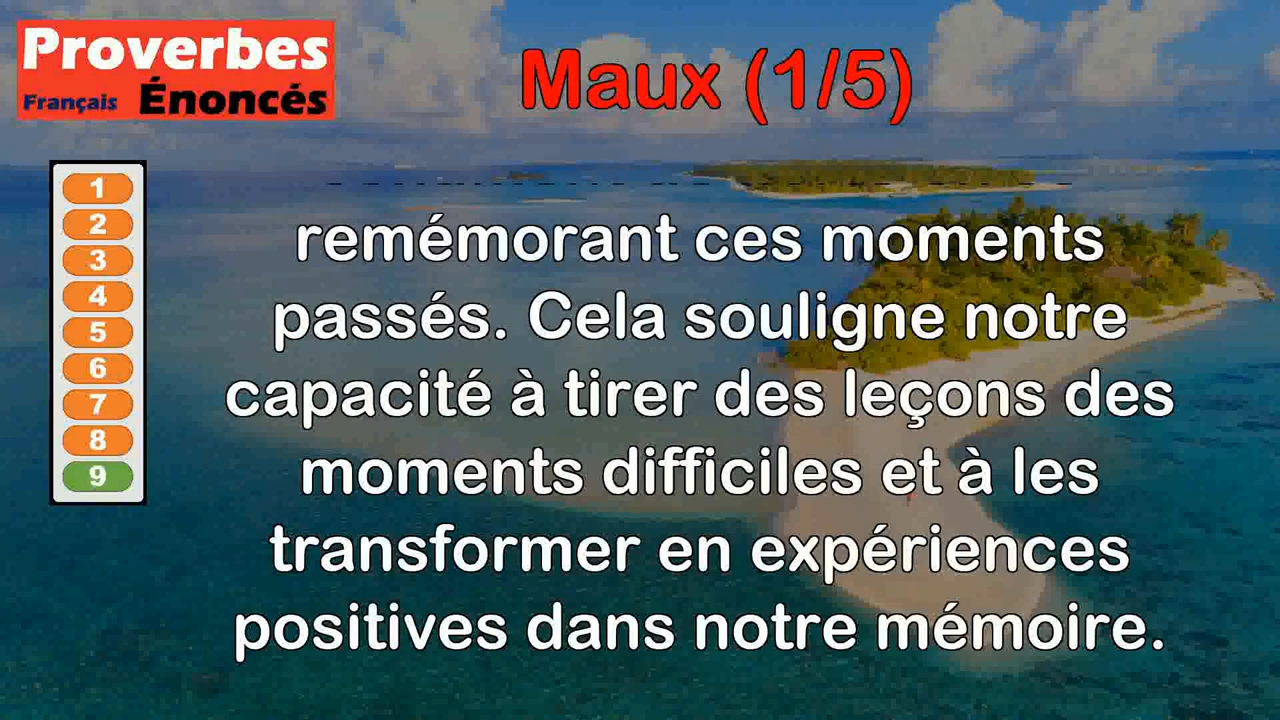 Proverbes
Français Énoncés
Maux (1/5)
1
2
3
4
5
6
7
8
9
remémorant ces moments
passés. Cela souligne notre
capacité à tirer des leçons des
moments difficiles et à les
transformer en expériences
positives dans notre mémoire.